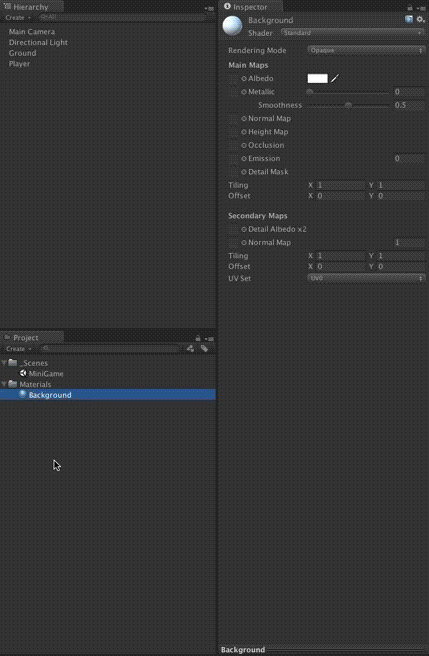 Hierarchy
Create
All
Main Camera
Directional Light
Ground
Player
Project
Create
_Scenes
MiniGame
Materials
Background
Inspector
Background
Shader Standard
Rendering Mode Opaque
Main Maps
Albedo
Metallic 0
Smoothness 0.5
Normal Map
Height Map
Occlusion
Emission 0
Detail Mask
Tiling X 1 Y 1
Offset X 0 Y 0
Secondary Maps
Detail Albedo x2
Normal Map 1
Tiling X 1 Y 1
Offset X 0 Y 0
UV Set UV0
Background